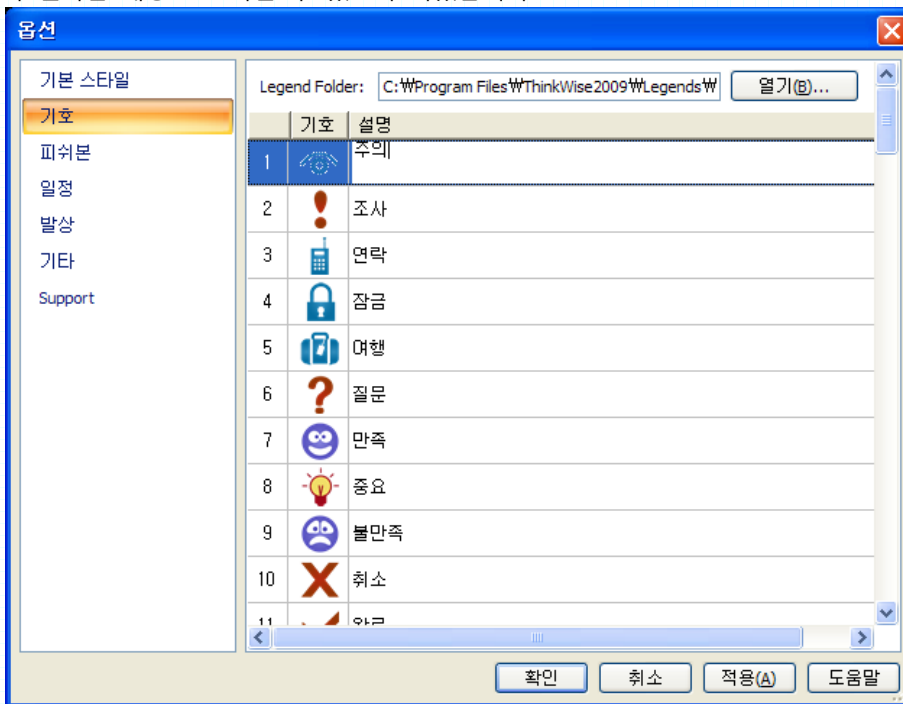 옵션
기본 스타일
기호
피쉬본
일정
발상
기타
Support
Legend Folder: C:₩Program Files₩ThinkWise2009₩Legends₩ 열기(B)...
기호 설명
1 주의
2 조사
3 연락
4 잠금
5 여행
6 질문
7 만족
8 중요
9 불만족
10 취소
11
확인 취소 적용(A) 도움말